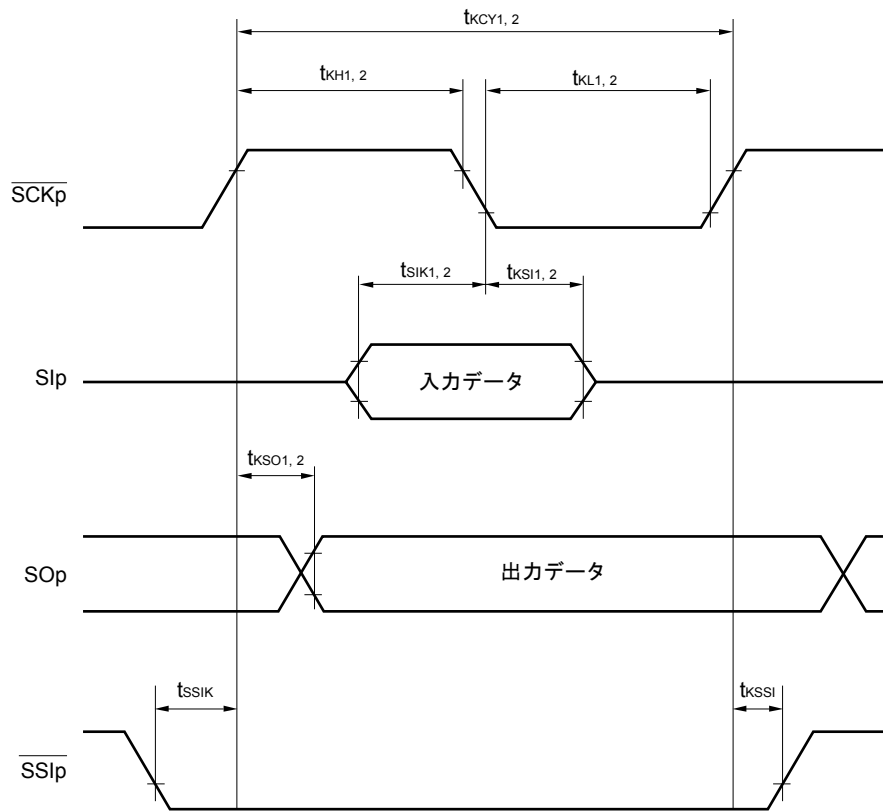 tKCY1, 2
tKH1, 2
tKL1, 2
SCKp
tSIK1, 2
tKSI1, 2
SIp
入力データ
tKSO1, 2
SOp
出力データ
tSSIK
tKSSI
SSIp